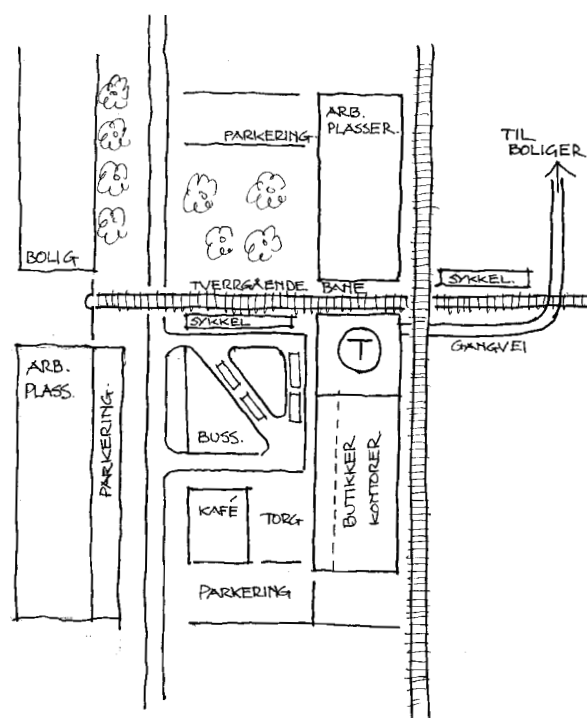 ARB.
PLASSER.
PARKERING
TIL
BOLIGER
BOLIG
TVERRGÅENDE BANE
SYKKEL.
SYKKEL
T
GANGVEI
ARB.
PLASS.
PARKERING.
BUSS.
BUTIKKER
KONTORER
KAFÉ
TORG
PARKERING